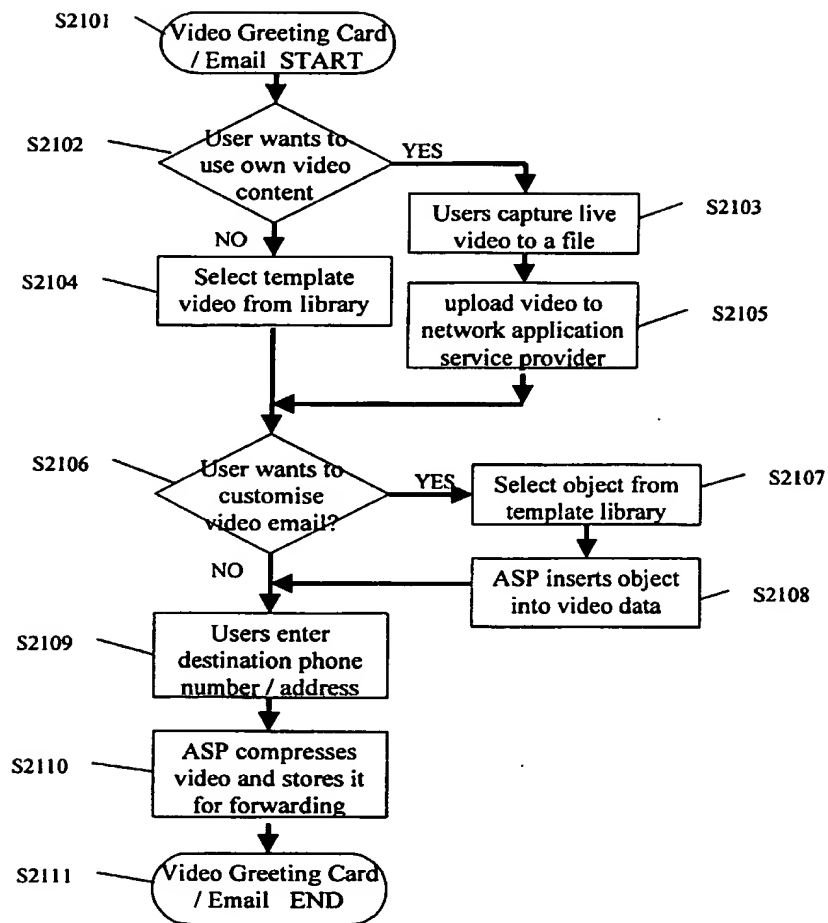 S2101
Video Greeting Card
/ Email START
S2102
User wants to
use own video
content
YES
NO
Users capture live
video to a file
S2103
S2104
Select template
video from library
upload video to
network application
service provider
S2105
S2106
User wants to
customise
video email?
YES
NO
Select object from
template library
S2107
ASP inserts object
into video data
S2108
S2109
Users enter
destination phone
number / address
S2110
ASP compresses
video and stores it
for forwarding
S2111
Video Greeting Card
/ Email END